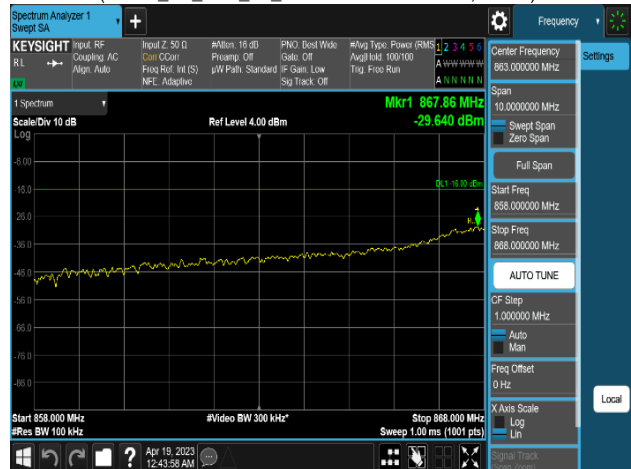 Spectrum Analyzer 1
Swept SA
Frequency
KEYSIGHT
Input: RF
Coupling: AC
Align: Auto
Input Z: 50 Ω
Corr CCorr
Freq Ref: Int (S)
NFE: Adaptive
#Atten: 16 dB
Preamp: Off
µW Path: Standard
PNO: Best Wide
Gate: Off
IF Gain: Low
Sig Track: Off
#Avg Type: Power (RMS)
Avg|Hold: 100/100
Trig: Free Run
1 2 3 4 5 6
A W W W W W
A N N N N N
RL
LV
1 Spectrum
Scale/Div 10 dB
Log
Ref Level 4.00 dBm
Mkr1 867.86 MHz
-29.640 dBm
DL1 -16.00 dBm
-6.00
-16.0
-26.0
-36.0
-46.0
-56.0
-66.0
-76.0
-86.0
Start 858.000 MHz
#Res BW 100 kHz
#Video BW 300 kHz*
Stop 868.000 MHz
Sweep 1.00 ms (1001 pts)
Center Frequency
863.000000 MHz
Settings
Span
10.0000000 MHz
Swept Span
Zero Span
Full Span
Start Freq
858.000000 MHz
Stop Freq
868.000000 MHz
AUTO TUNE
CF Step
1.000000 MHz
Auto
Man
Freq Offset
0 Hz
X Axis Scale
Log
Lin
Local
Signal Track
(Span Zoom)
?
Apr 19, 2023
12:43:58 AM